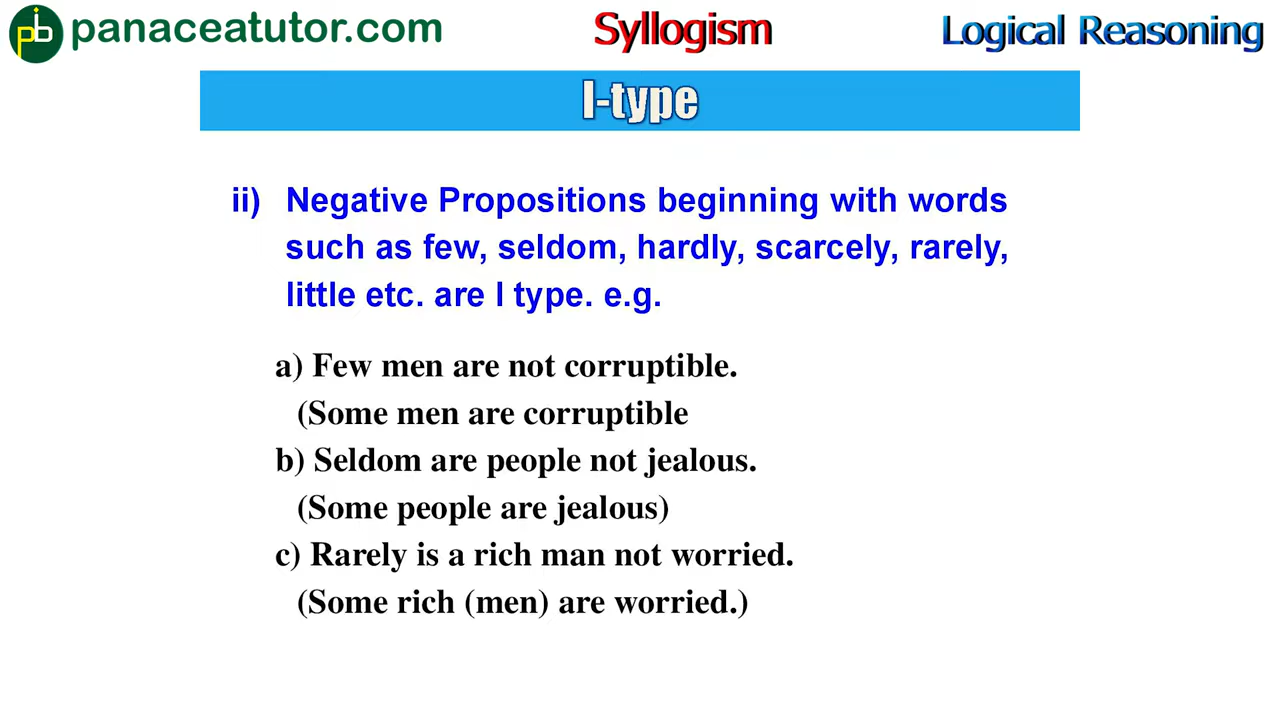 pib panaceatutor.com Syllogism Logical Reasoning
I-type
ii) Negative Propositions beginning with words
such as few, seldom, hardly, scarcely, rarely,
little etc. are I type. e.g.
a) Few men are not corruptible.
(Some men are corruptible
b) Seldom are people not jealous.
(Some people are jealous)
c) Rarely is a rich man not worried.
(Some rich (men) are worried.)